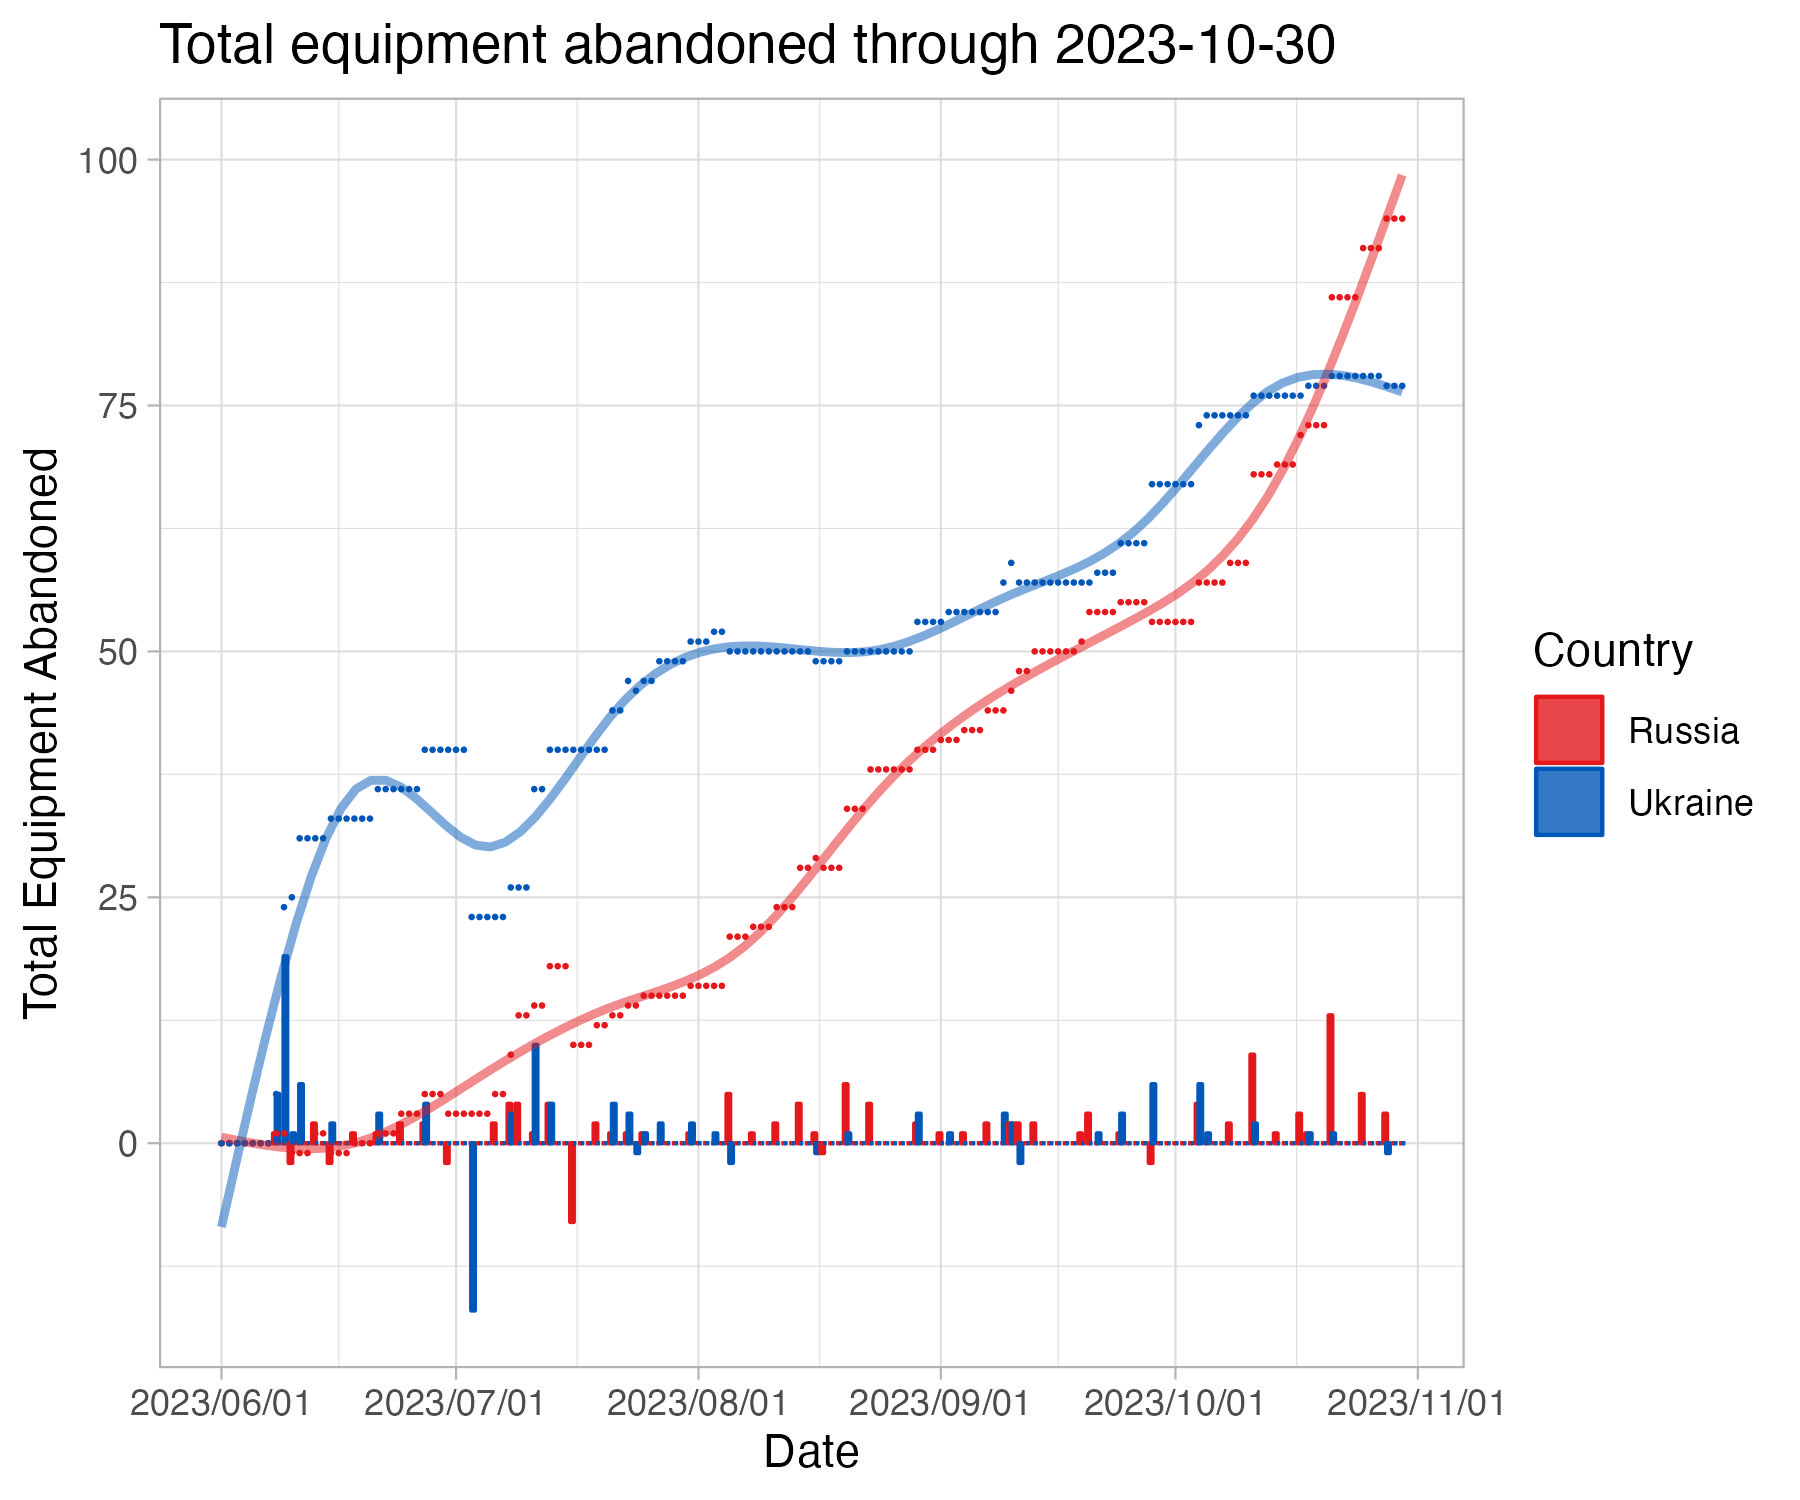 Total equipment abandoned through 2023-10-30
Total Equipment Abandoned
100
75
50
25
0
2023/06/01 2023/07/01 2023/08/01 2023/09/01 2023/10/01 2023/11/01
Date
Country
Russia
Ukraine